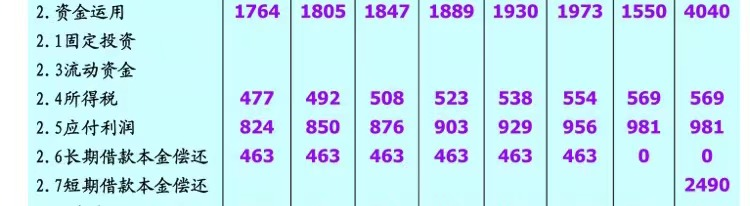 2.资金运用 1764 1805 1847 1889 1930 1973 1550 4040
2.1固定投资
2.3流动资金
2.4所得税 477 492 508 523 538 554 569 569
2.5应付利润 824 850 876 903 929 956 981 981
2.6长期借款本金偿还 463 463 463 463 463 463 0 0
2.7短期借款本金偿还 2490